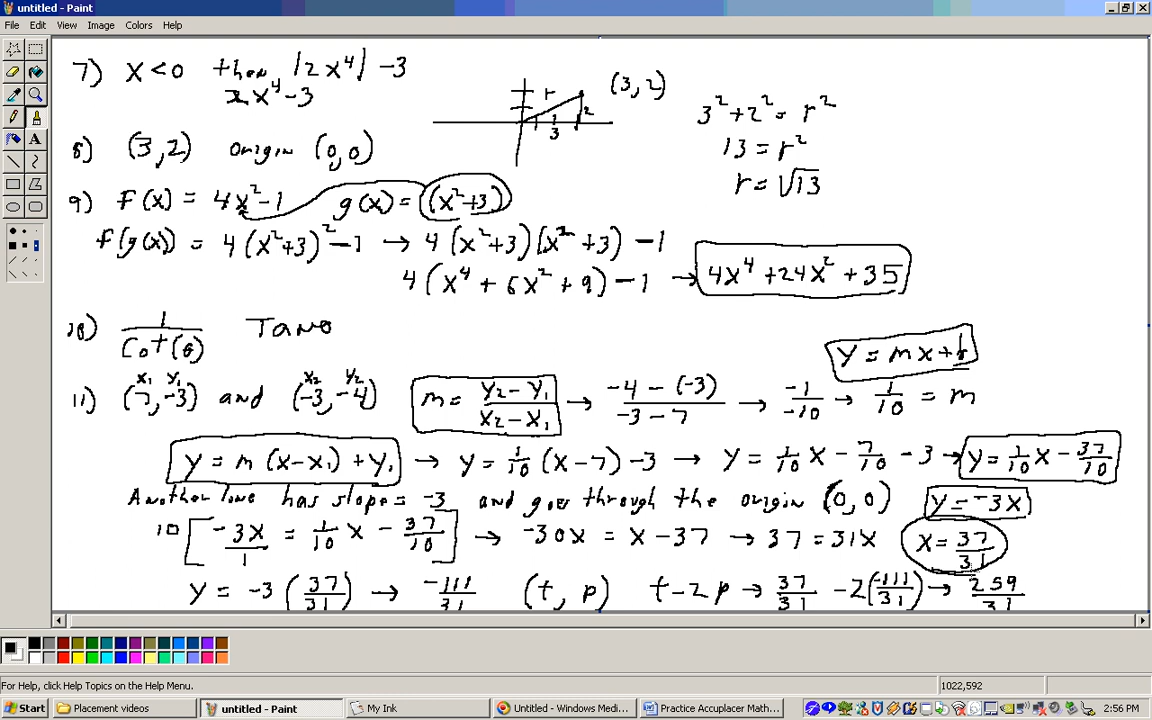 untitled - Paint
File Edit View Image Colors Help
7) x < 0 then |2x⁴| - 3
2x⁴ - 3
r (3, 2)
2
3
3² + 2² = r²
13 = r²
r = √13
8) (3, 2) origin (0, 0)
9) f(x) = 4x² - 1 g(x) = (x² + 3)
f(g(x)) = 4(x² + 3)² - 1 → 4(x² + 3)(x² + 3) - 1
4(x⁴ + 6x² + 9) - 1 → 4x⁴ + 24x² + 35
10) 1/Cot(θ) Tanθ
y = mx + b
x₁ y₁ x₂ y₂
11) (7, -3) and (-3, -4) m = (y₂ - y₁)/(x₂ - x₁) → (-4 - (-3))/(-3 - 7) → -1/-10 → 1/10 = m
y = m(x - x₁) + y₁ → y = 1/10 (x - 7) - 3 → y = 1/10 x - 7/10 - 3 → y = 1/10 x - 37/10
Another line has slope = -3 and goes through the origin (0, 0) y = -3x
10[-3x/1 = 1/10 x - 37/10] → -30x = x - 37 → 37 = 31x x = 37/31
y = -3(37/31) → -111/31 (t, p) t - 2p → 37/31 - 2(-111/31) → 259/31
For Help, click Help Topics on the Help Menu.
1022,592
Start Placement videos untitled - Paint My Ink Untitled - Windows Medi... Practice Accuplacer Math... 2:56 PM